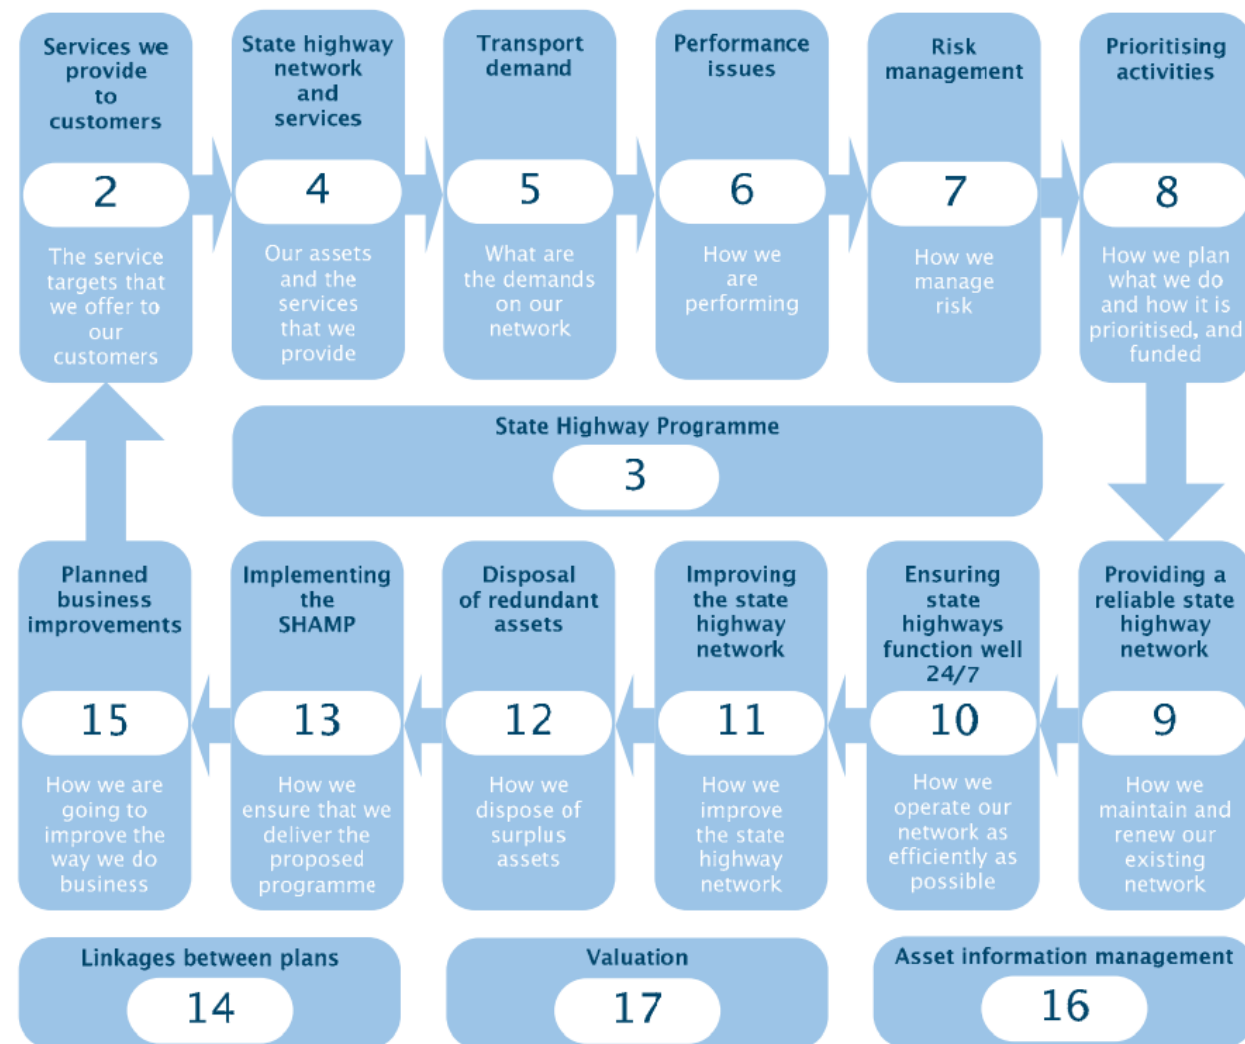 Services we
provide
to
customers
2
The service
targets that
we offer to
our
customers
State highway
network
and
services
4
Our assets
and the
services
that we
provide
Transport
demand
5
What are
the demands
on our
network
Performance
issues
6
How we
are
performing
Risk
management
7
How we
manage
risk
Prioritising
activities
8
How we plan
what we do
and how it is
prioritised, and
funded
State Highway Programme
3
Planned
business
improvements
15
How we are
going to
improve the
way we do
business
Implementing
the
SHAMP
13
How we
ensure that we
deliver the
proposed
programme
Disposal
of redundant
assets
12
How we
dispose of
surplus
assets
Improving
the state
highway
network
11
How we
improve
the state
highway
network
Ensuring
state
highways
function well
24/7
10
How we
operate our
network as
efficiently as
possible
Providing a
reliable state
highway
network
9
How we
maintain and
renew our
existing
network
Linkages between plans
14
Valuation
17
Asset information management
16